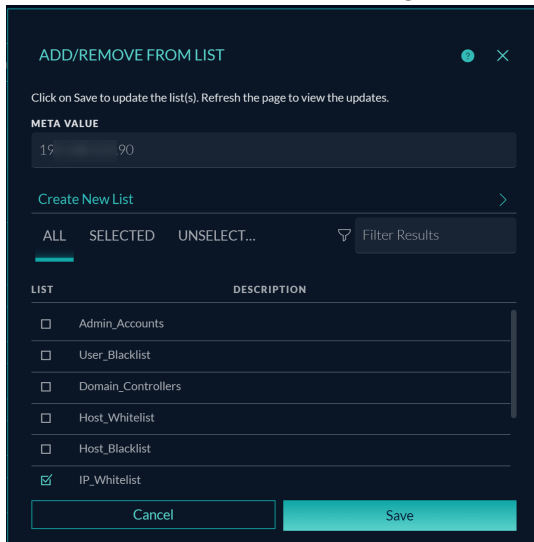 ADD/REMOVE FROM LIST ?
Click on Save to update the list(s). Refresh the page to view the updates.
META VALUE
19 90
Create New List
ALL SELECTED UNSELECT... Filter Results
LIST DESCRIPTION
Admin_Accounts
User_Blacklist
Domain_Controllers
Host_Whitelist
Host_Blacklist
IP_Whitelist
Cancel Save